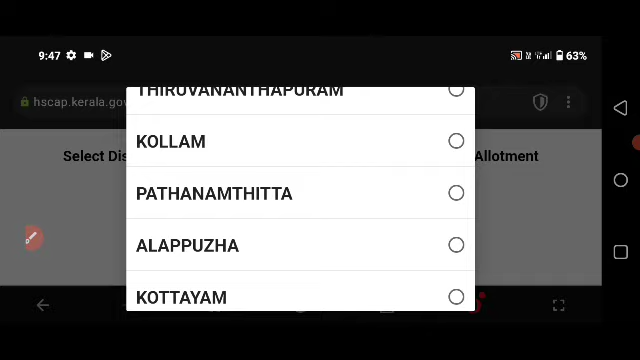 9:47
63%
hscap.kerala.gov
THIRUVANANTHAPURAM
Select Dis
Allotment
KOLLAM
PATHANAMTHITTA
ALAPPUZHA
KOTTAYAM